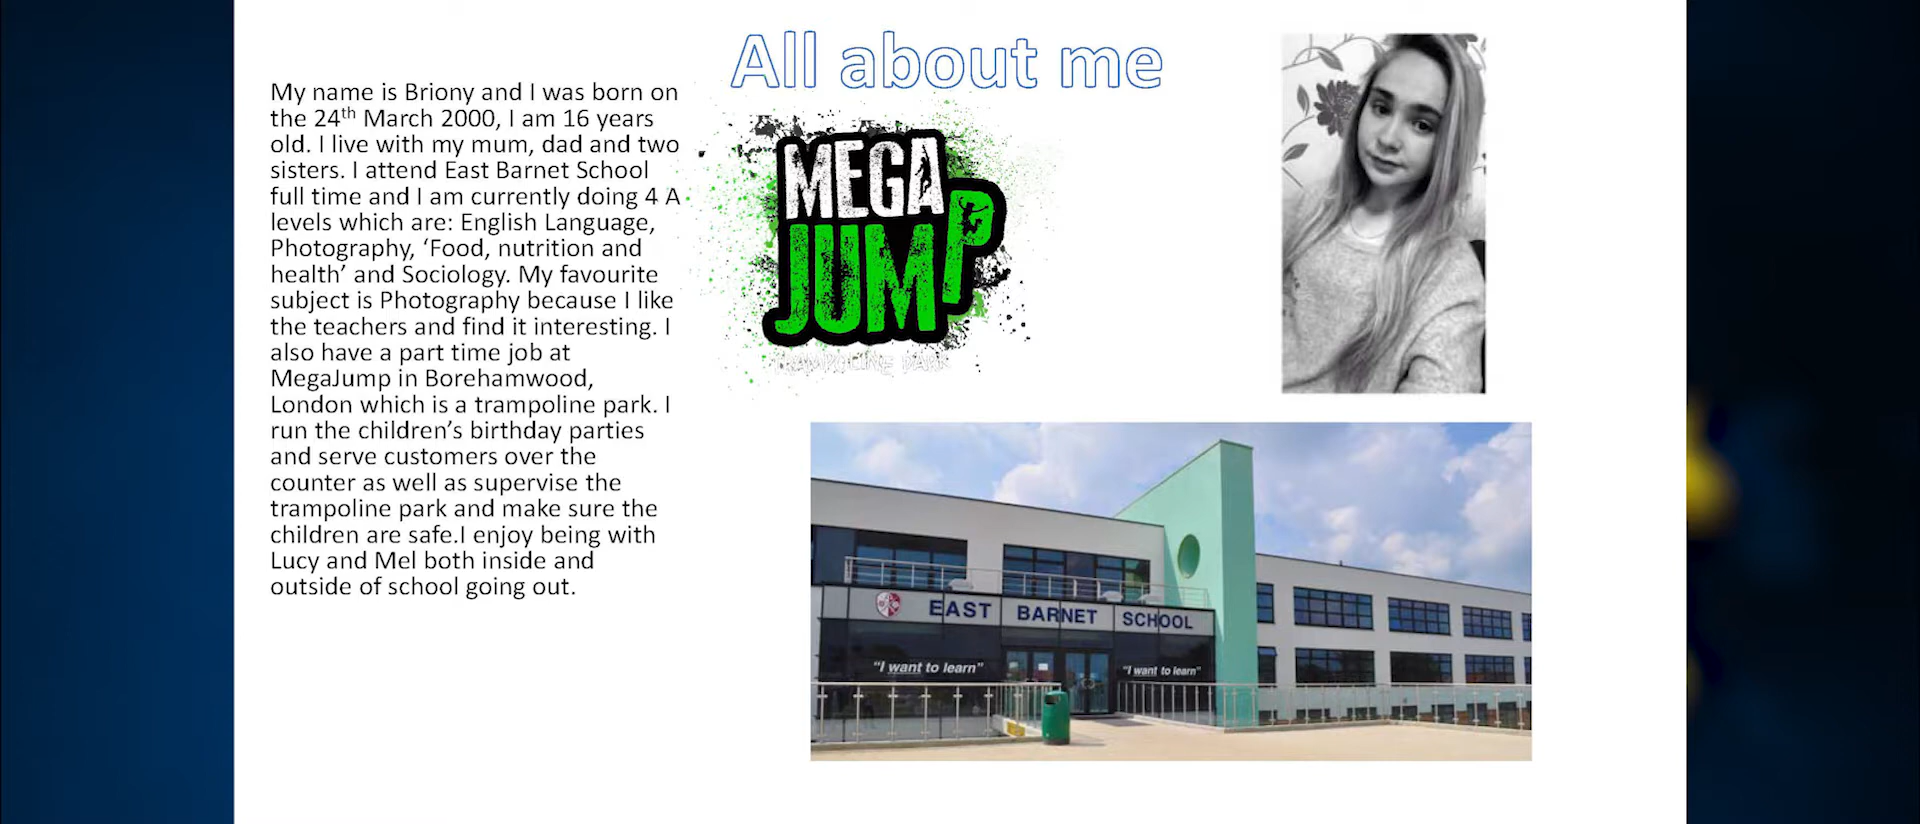 All about me
My name is Briony and I was born on
the 24th March 2000, I am 16 years
old. I live with my mum, dad and two
sisters. I attend East Barnet School
full time and I am currently doing 4 A
levels which are: English Language,
Photography, ‘Food, nutrition and
health’ and Sociology. My favourite
subject is Photography because I like
the teachers and find it interesting. I
also have a part time job at
MegaJump in Borehamwood,
London which is a trampoline park. I
run the children’s birthday parties
and serve customers over the
counter as well as supervise the
trampoline park and make sure the
children are safe.I enjoy being with
Lucy and Mel both inside and
outside of school going out.
MEGA
JUMP
TRAMPOLINE PARK
EAST BARNET SCHOOL
“I want to learn”
“I want to learn”